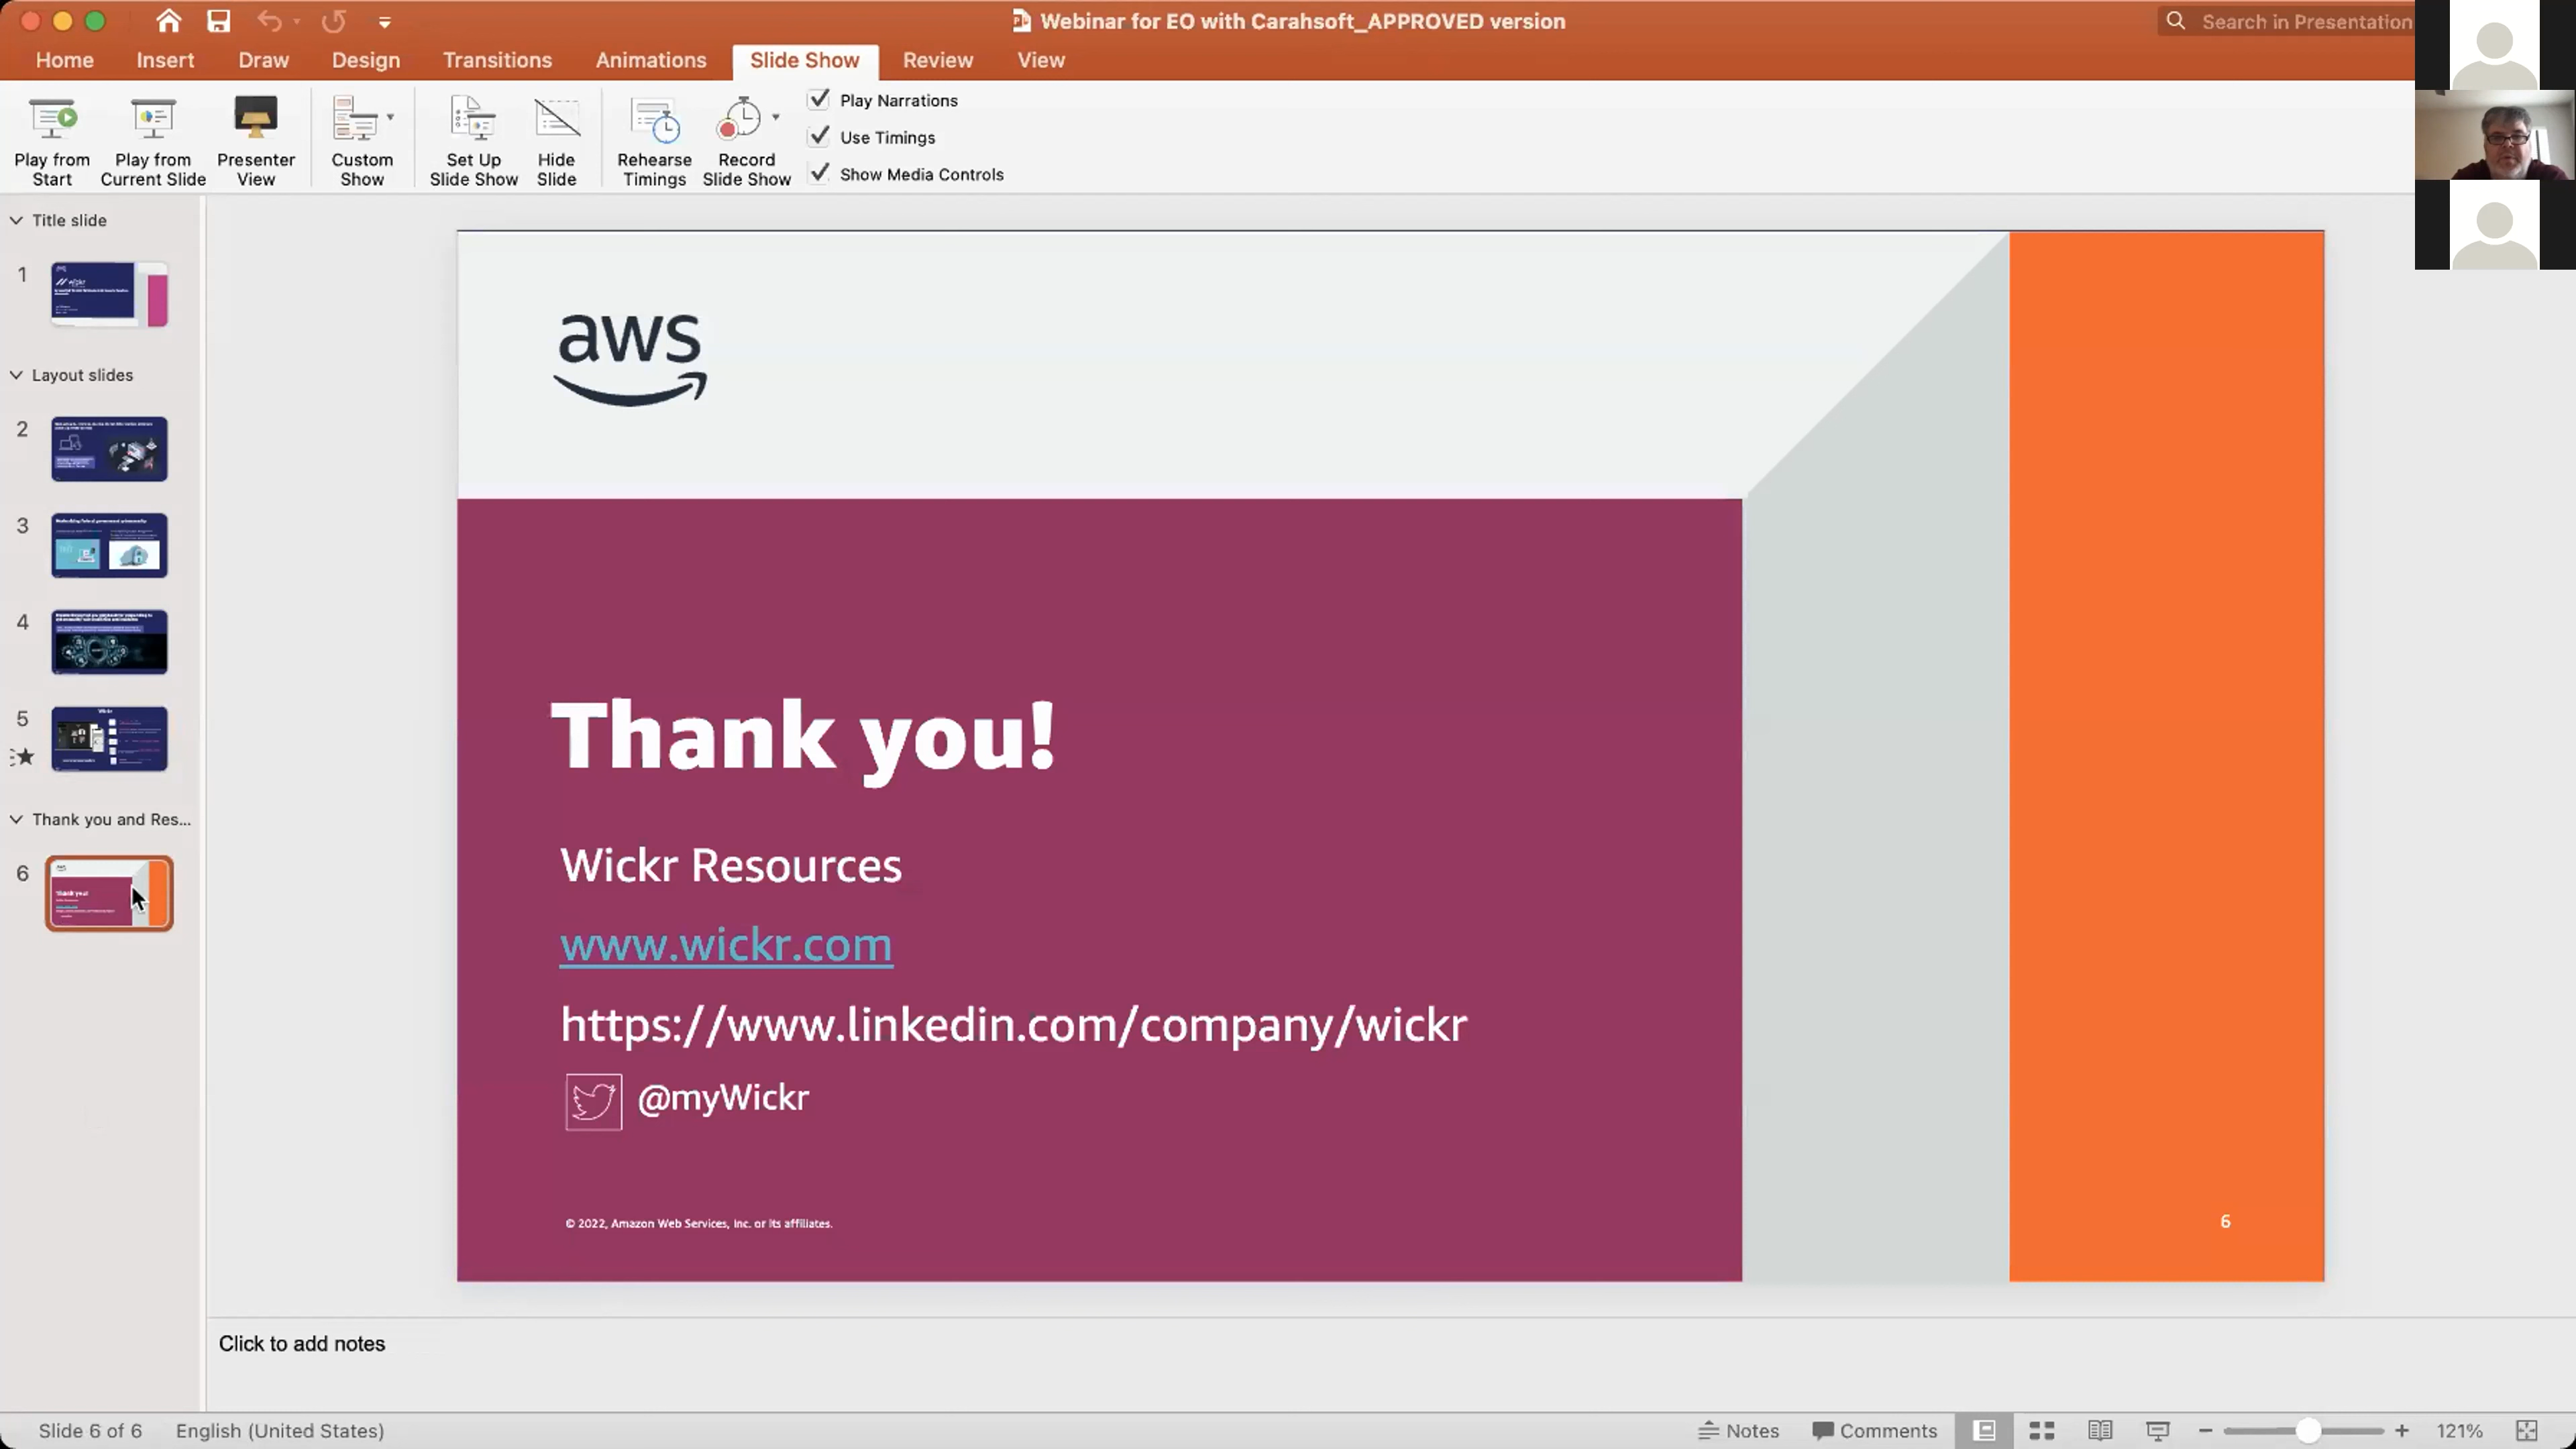 Webinar for EO with Carahsoft_APPROVED version
Search in Presentation
Home Insert Draw Design Transitions Animations Slide Show Review View
Play from Start
Play from Current Slide
Presenter View
Custom Show
Set Up Slide Show
Hide Slide
Rehearse Timings
Record Slide Show
Play Narrations
Use Timings
Show Media Controls
Title slide
1
Layout slides
2
3
4
5
Thank you and Res...
6
aws
Thank you!
Wickr Resources
www.wickr.com
https://www.linkedin.com/company/wickr
@myWickr
© 2022, Amazon Web Services, Inc. or its affiliates.
6
Click to add notes
Slide 6 of 6 English (United States) Notes Comments 121%